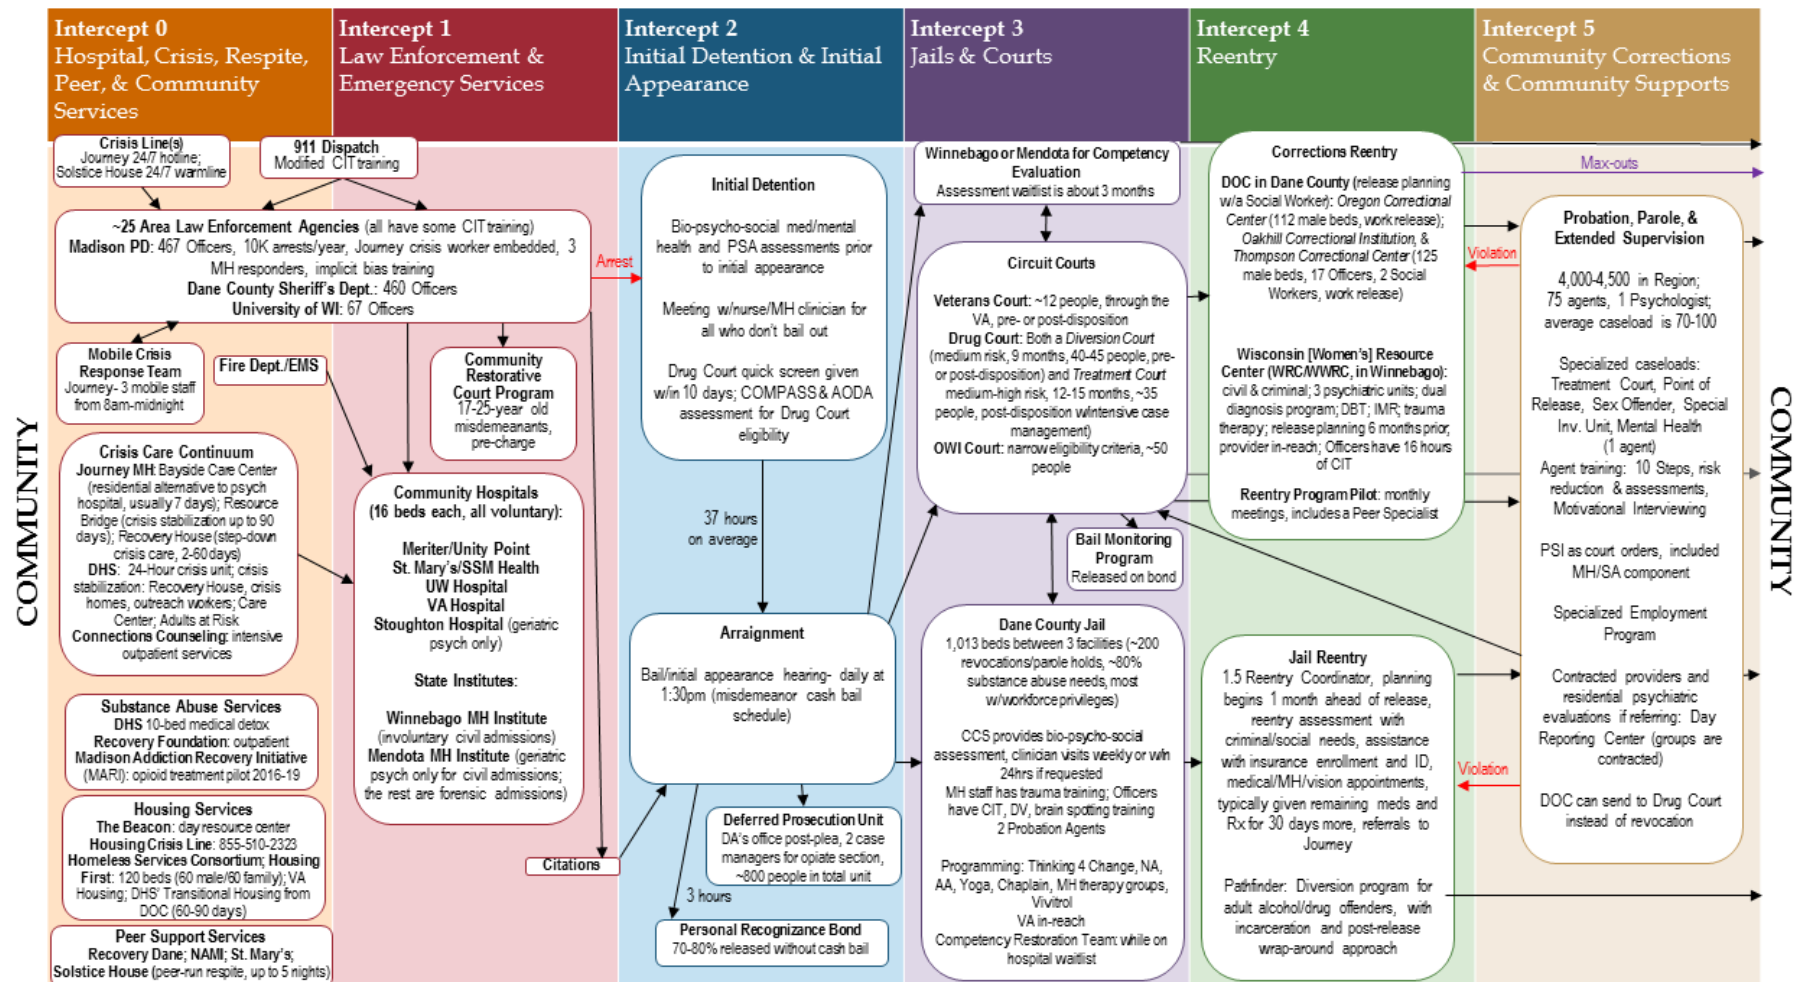 Intercept 0
Hospital, Crisis, Respite,
Peer, & Community
Services
Intercept 1
Law Enforcement &
Emergency Services
Intercept 2
Initial Detention & Initial
Appearance
Intercept 3
Jails & Courts
Intercept 4
Reentry
Intercept 5
Community Corrections
& Community Supports
COMMUNITY
Crisis Line(s)
Journey 24/7 hotline;
Solstice House 24/7 warmline
911 Dispatch
Modified CIT training
~25 Area Law Enforcement Agencies (all have some CIT training)
Madison PD: 467 Officers, 10K arrests/year, Journey crisis worker embedded, 3
MH responders, implicit bias training
Dane County Sheriff's Dept.: 460 Officers
University of WI: 67 Officers
Arrest
Mobile Crisis
Response Team
Journey- 3 mobile staff
from 8am-midnight
Fire Dept./EMS
Community
Restorative
Court Program
17-25-year old
misdemeanants,
pre-charge
Crisis Care Continuum
Journey MH: Bayside Care Center
(residential alternative to psych
hospital, usually 7 days); Resource
Bridge (crisis stabilization up to 90
days); Recovery House (step-down
crisis care, 2-60 days)
DHS: 24-Hour crisis unit; crisis
stabilization: Recovery House, crisis
homes, outreach workers; Care
Center; Adults at Risk
Connections Counseling: intensive
outpatient services
Community Hospitals
(16 beds each, all voluntary):
Meriter/Unity Point
St. Mary's/SSM Health
UW Hospital
VA Hospital
Stoughton Hospital (geriatric
psych only)
State Institutes:
Winnebago MH Institute
(involuntary civil admissions)
Mendota MH Institute (geriatric
psych only for civil admissions;
the rest are forensic admissions)
Substance Abuse Services
DHS 10-bed medical detox
Recovery Foundation: outpatient
Madison Addiction Recovery Initiative
(MARI): opioid treatment pilot 2016-19
Housing Services
The Beacon: day resource center
Housing Crisis Line: 855-510-2323
Homeless Services Consortium; Housing
First: 120 beds (60 male/60 family); VA
Housing; DHS' Transitional Housing from
DOC (60-90 days)
Peer Support Services
Recovery Dane; NAMI; St. Mary's;
Solstice House (peer-run respite, up to 5 nights)
Citations
Initial Detention
Bio-psycho-social med/mental
health and PSA assessments prior
to initial appearance
Meeting w/nurse/MH clinician for
all who don't bail out
Drug Court quick screen given
w/in 10 days; COMPASS & AODA
assessment for Drug Court
eligibility
37 hours
on average
Arraignment
Bail/initial appearance hearing- daily at
1:30pm (misdemeanor cash bail
schedule)
Deferred Prosecution Unit
DA's office post-plea, 2 case
managers for opiate section,
~800 people in total unit
3 hours
Personal Recognizance Bond
70-80% released without cash bail
Winnebago or Mendota for Competency
Evaluation
Assessment waitlist is about 3 months
Circuit Courts
Veterans Court: ~12 people, through the
VA, pre- or post-disposition
Drug Court: Both a Diversion Court
(medium risk, 9 months, 40-45 people, pre-
or post-disposition) and Treatment Court
medium-high risk, 12-15 months, ~35
people, post-disposition w/intensive case
management)
OWI Court: narrow eligibility criteria, ~50
people
Bail Monitoring
Program
Released on bond
Dane County Jail
1,013 beds between 3 facilities (~200
revocations/parole holds, ~80%
substance abuse needs, most
w/workforce privileges)
CCS provides bio-psycho-social
assessment, clinician visits weekly or w/in
24hrs if requested
MH staff has trauma training; Officers
have CIT, DV, brain spotting training
2 Probation Agents
Programming: Thinking 4 Change, NA,
AA, Yoga, Chaplain, MH therapy groups,
Vivitrol
VA in-reach
Competency Restoration Team: while on
hospital waitlist
Corrections Reentry
DOC in Dane County (release planning
w/a Social Worker): Oregon Correctional
Center (112 male beds, work release);
Oakhill Correctional Institution, &
Thompson Correctional Center (125
male beds, 17 Officers, 2 Social
Workers, work release)
Wisconsin [Women's] Resource
Center (WRC/WWRC, in Winnebago):
civil & criminal; 3 psychiatric units; dual
diagnosis program; DBT; IMR; trauma
therapy; release planning 6 months prior;
provider in-reach; Officers have 16 hours
of CIT
Reentry Program Pilot: monthly
meetings, includes a Peer Specialist
Jail Reentry
1.5 Reentry Coordinator, planning
begins 1 month ahead of release,
reentry assessment with
criminal/social needs, assistance
with insurance enrollment and ID,
medical/MH/vision appointments,
typically given remaining meds and
Rx for 30 days more, referrals to
Journey
Pathfinder: Diversion program for
adult alcohol/drug offenders, with
incarceration and post-release
wrap-around approach
Max-outs
Violation
Violation
Probation, Parole, &
Extended Supervision
4,000-4,500 in Region;
75 agents, 1 Psychologist;
average caseload is 70-100
Specialized caseloads:
Treatment Court, Point of
Release, Sex Offender, Special
Inv. Unit, Mental Health
(1 agent)
Agent training: 10 Steps, risk
reduction & assessments,
Motivational Interviewing
PSI as court orders, included
MH/SA component
Specialized Employment
Program
Contracted providers and
residential psychiatric
evaluations if referring: Day
Reporting Center (groups are
contracted)
DOC can send to Drug Court
instead of revocation
COMMUNITY